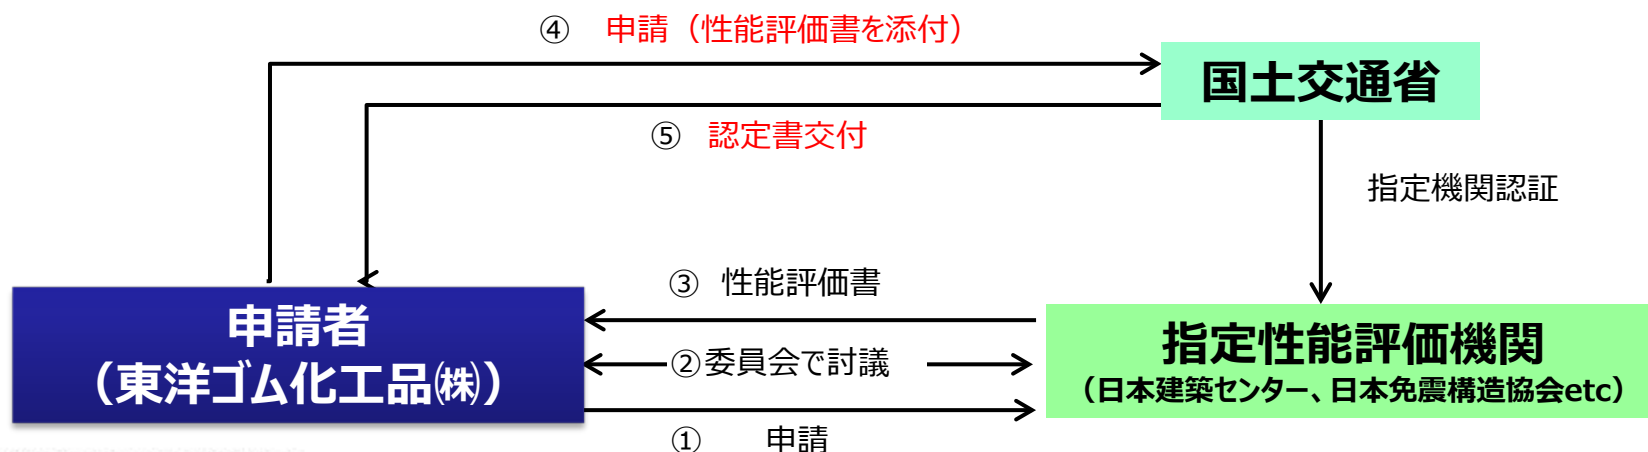 ④ 申請（性能評価書を添付）
国土交通省
⑤ 認定書交付
指定機関認証
③ 性能評価書
申請者
（東洋ゴム化工品㈱）
②委員会で討議
指定性能評価機関
（日本建築センター、日本免震構造協会etc）
① 申請